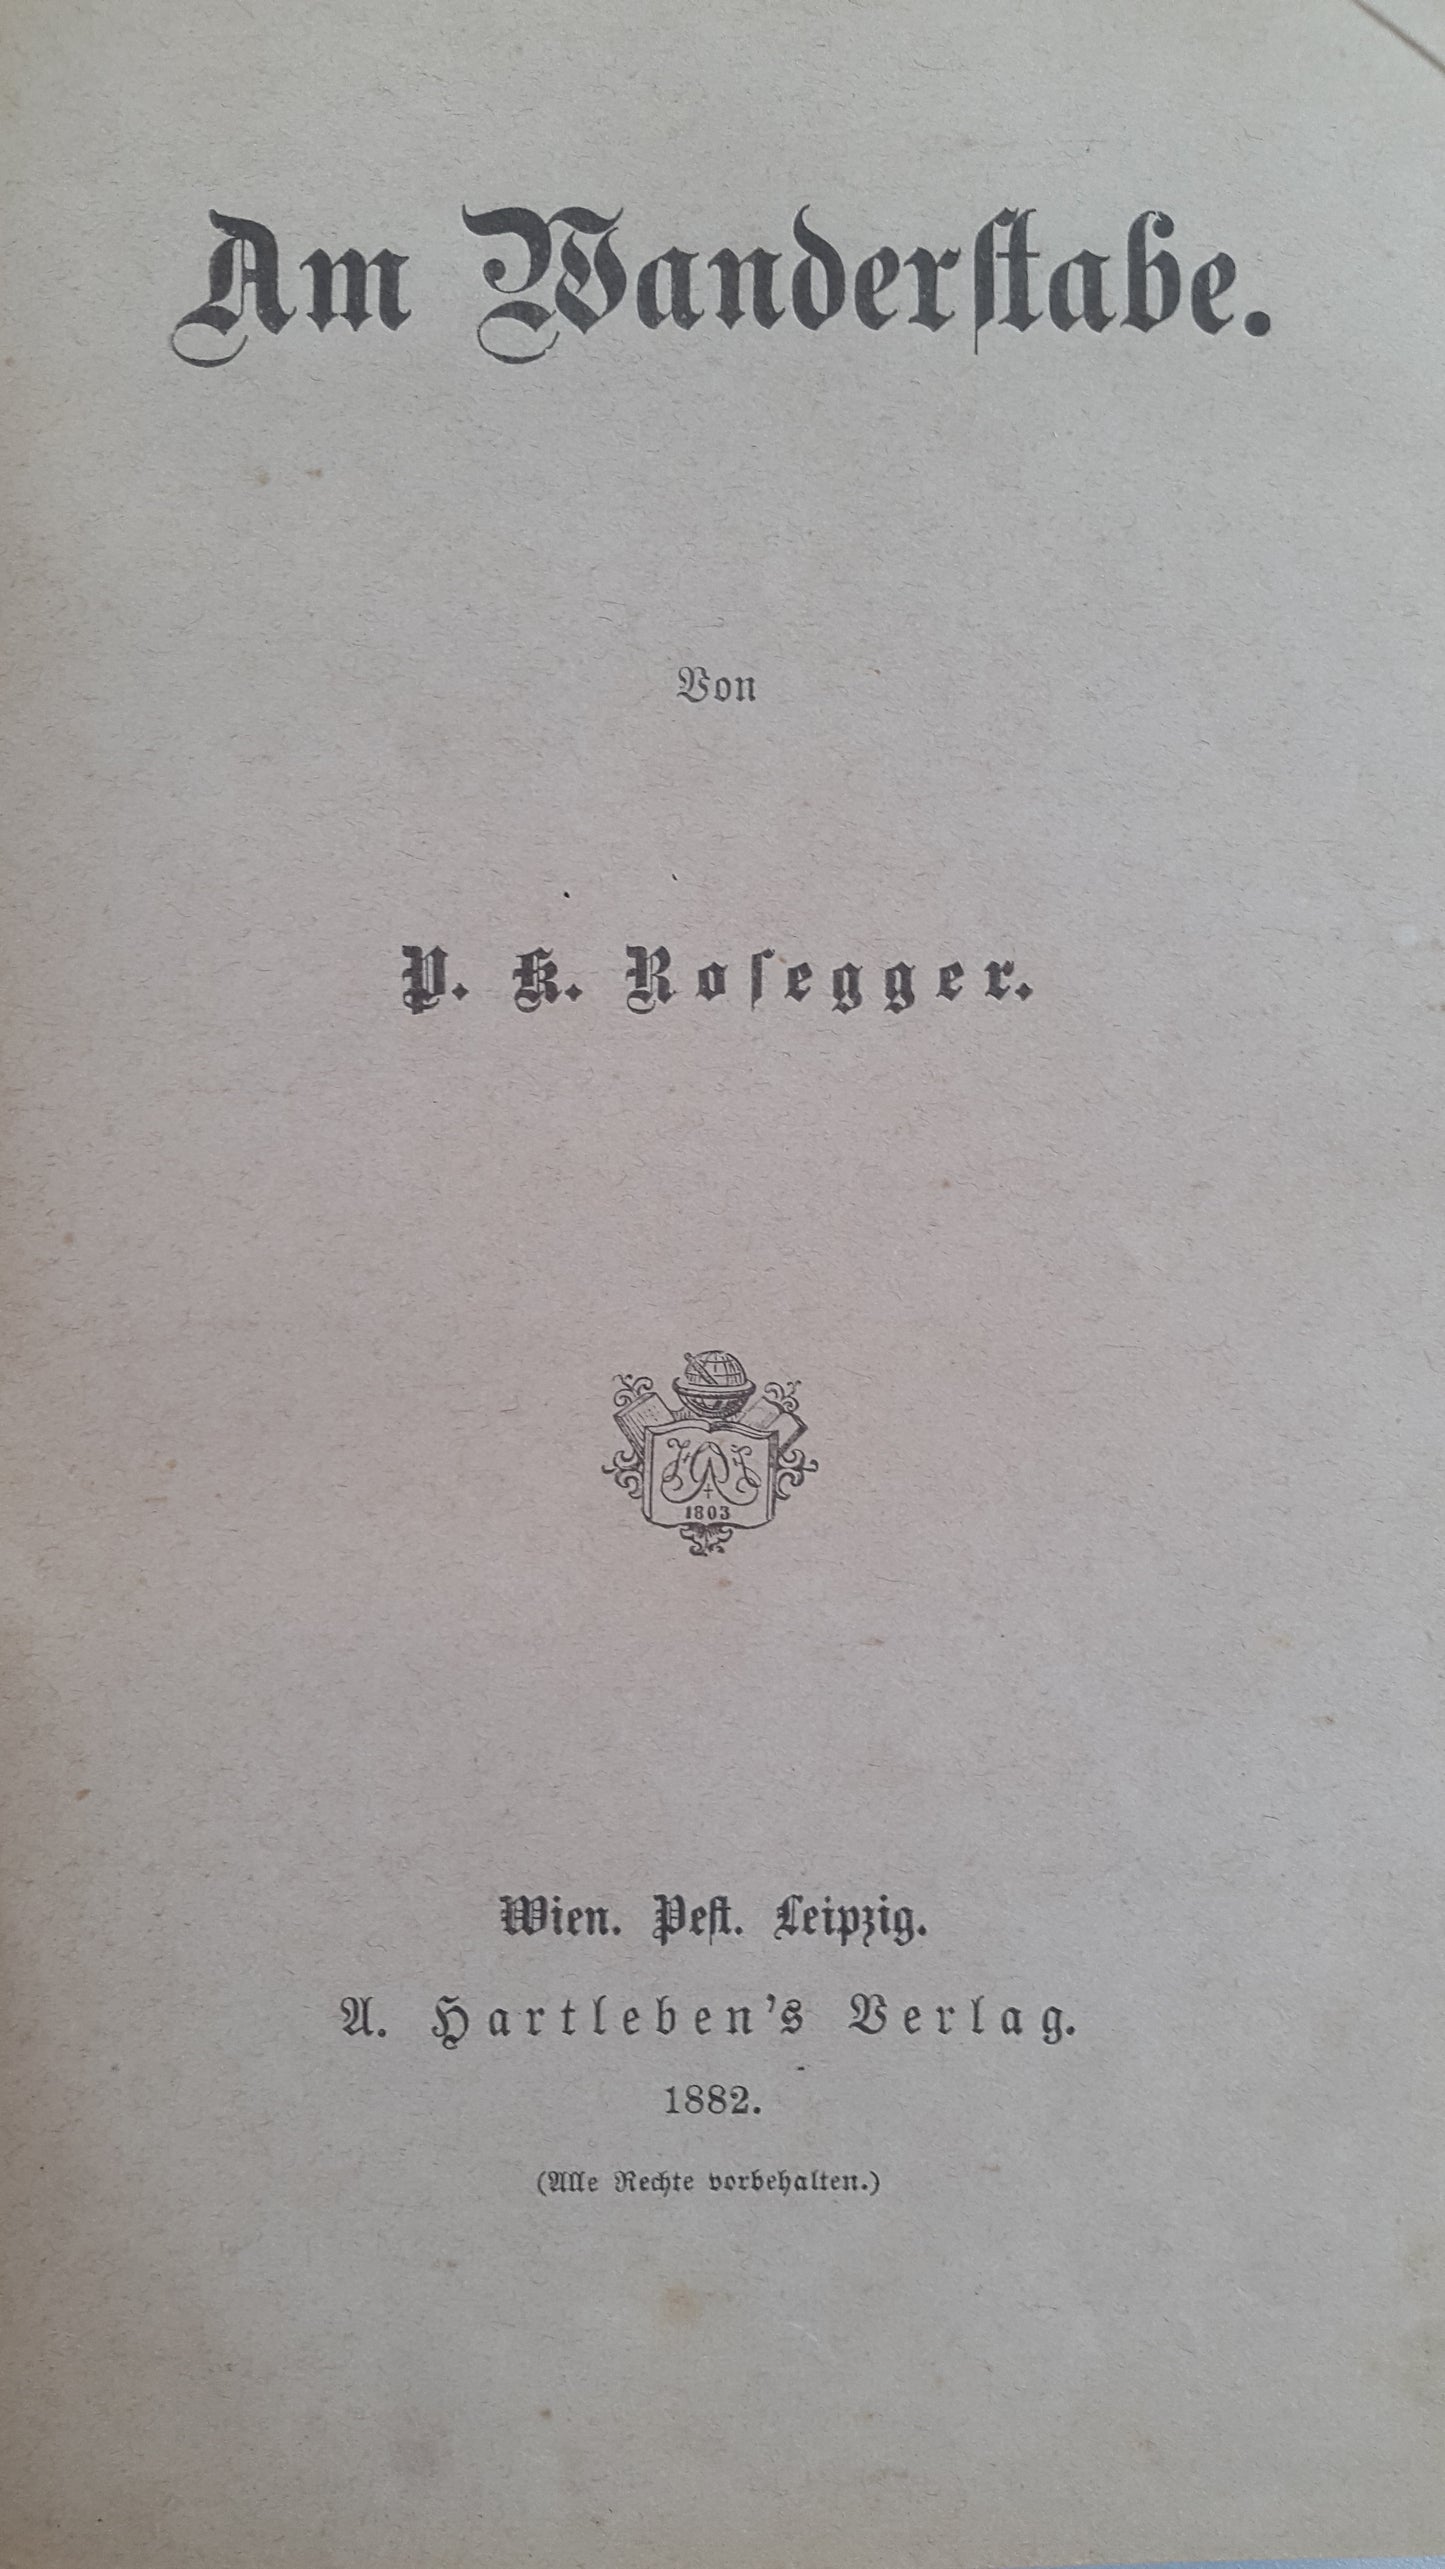 Am Wanderſtabe.
Von
P. K. Roſegger.
1803
Wien. Peſt. Leipzig.
A. Hartleben's Verlag.
1882.
(Alle Rechte vorbehalten.)